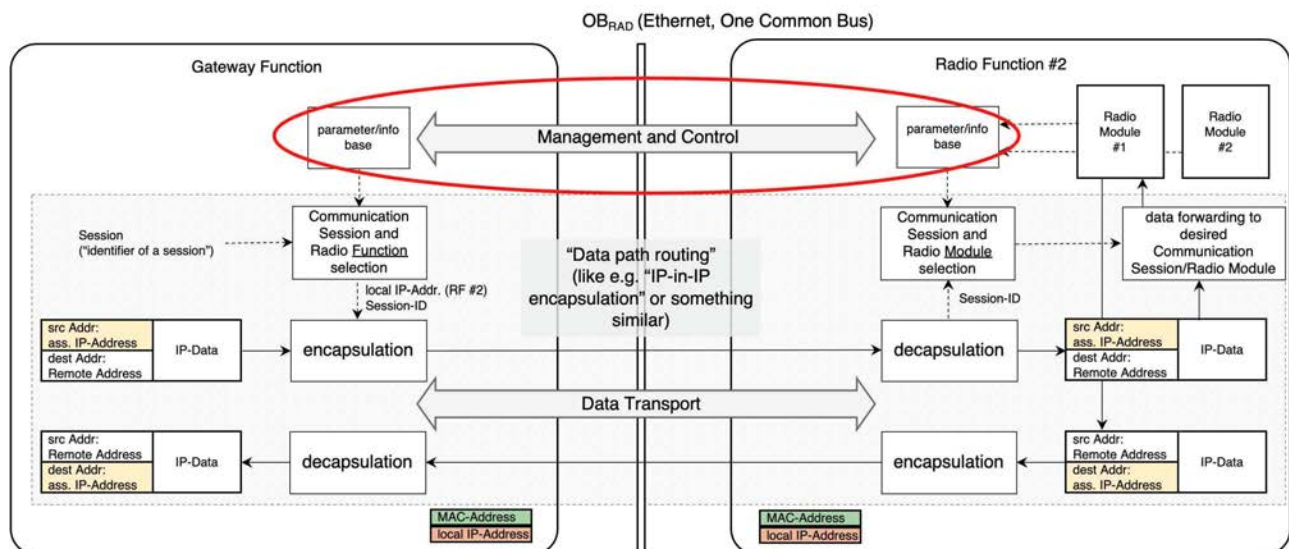 OBRAD (Ethernet, One Common Bus)
Gateway Function
Radio Function #2
parameter/info
base
Management and Control
parameter/info
base
Radio
Module
#1
Radio
Module
#2
Session
("identifier of a session")
Communication
Session and
Radio Function
selection
"Data path routing"
(like e.g. "IP-in-IP
encapsulation" or something
similar)
Communication
Session and
Radio Module
selection
data forwarding to
desired
Communication
Session/Radio Module
local IP-Addr. (RF #2)
Session-ID
Session-ID
src Addr:
ass. IP-Address
dest Addr:
Remote Address
IP-Data
encapsulation
decapsulation
src Addr:
ass. IP-Address
dest Addr:
Remote Address
IP-Data
Data Transport
src Addr:
Remote Address
dest Addr:
ass. IP-Address
IP-Data
decapsulation
encapsulation
src Addr:
Remote Address
dest Addr:
ass. IP-Address
IP-Data
MAC-Address
local IP-Address
MAC-Address
local IP-Address